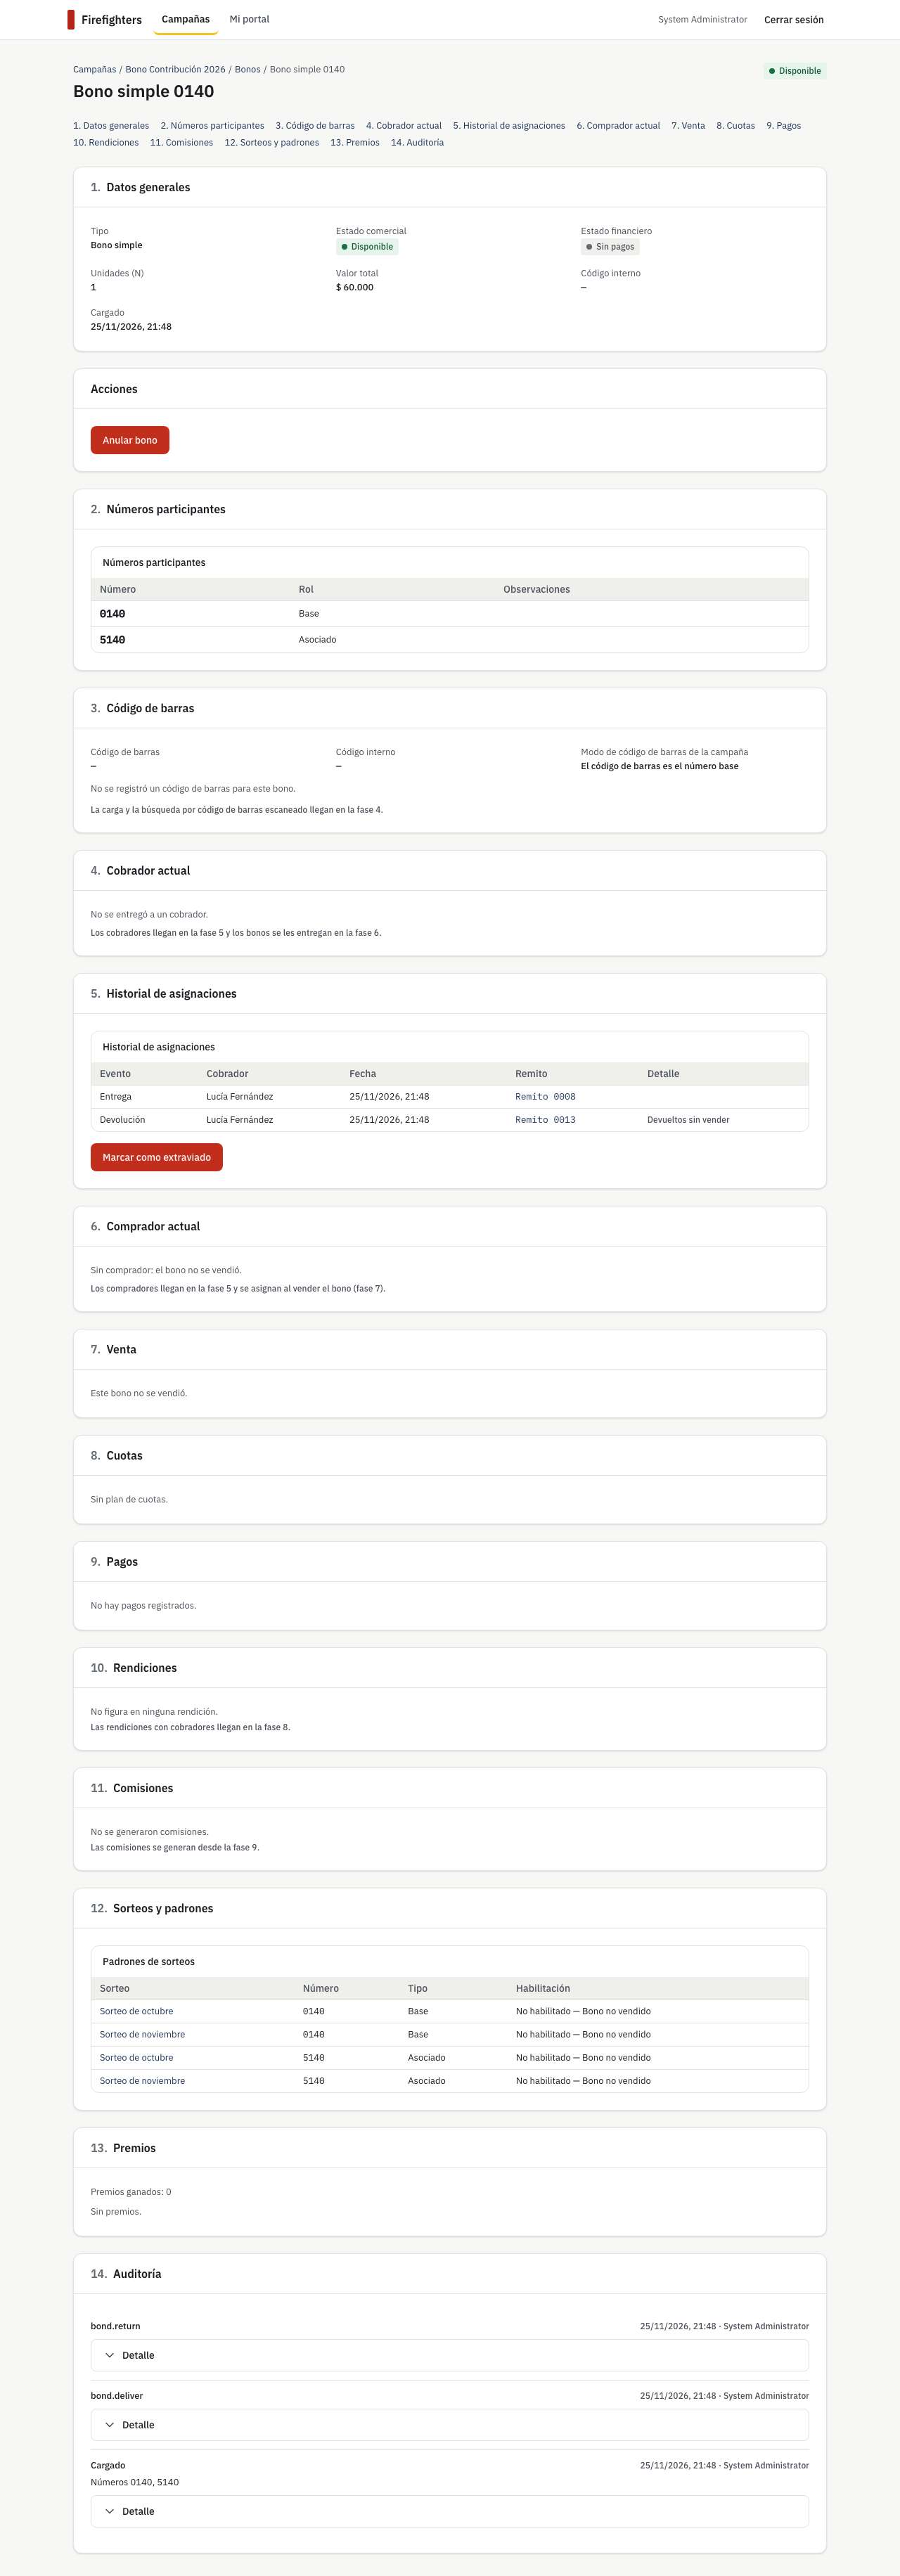 Firefighters Campañas Mi portal System Administrator Cerrar sesión
Campañas / Bono Contribución 2026 / Bonos / Bono simple 0140 Disponible
Bono simple 0140
1. Datos generales 2. Números participantes 3. Código de barras 4. Cobrador actual 5. Historial de asignaciones 6. Comprador actual 7. Venta 8. Cuotas 9. Pagos
10. Rendiciones 11. Comisiones 12. Sorteos y padrones 13. Premios 14. Auditoría
1. Datos generales
Tipo Estado comercial Estado financiero
Bono simple Disponible Sin pagos
Unidades (N) Valor total Código interno
1 $ 60.000 —
Cargado
25/11/2026, 21:48
Acciones
Anular bono
2. Números participantes
Números participantes
Número Rol Observaciones
0140 Base
5140 Asociado
3. Código de barras
Código de barras Código interno Modo de código de barras de la campaña
— — El código de barras es el número base
No se registró un código de barras para este bono.
La carga y la búsqueda por código de barras escaneado llegan en la fase 4.
4. Cobrador actual
No se entregó a un cobrador.
Los cobradores llegan en la fase 5 y los bonos se les entregan en la fase 6.
5. Historial de asignaciones
Historial de asignaciones
Evento Cobrador Fecha Remito Detalle
Entrega Lucía Fernández 25/11/2026, 21:48 Remito 0008
Devolución Lucía Fernández 25/11/2026, 21:48 Remito 0013 Devueltos sin vender
Marcar como extraviado
6. Comprador actual
Sin comprador: el bono no se vendió.
Los compradores llegan en la fase 5 y se asignan al vender el bono (fase 7).
7. Venta
Este bono no se vendió.
8. Cuotas
Sin plan de cuotas.
9. Pagos
No hay pagos registrados.
10. Rendiciones
No figura en ninguna rendición.
Las rendiciones con cobradores llegan en la fase 8.
11. Comisiones
No se generaron comisiones.
Las comisiones se generan desde la fase 9.
12. Sorteos y padrones
Padrones de sorteos
Sorteo Número Tipo Habilitación
Sorteo de octubre 0140 Base No habilitado — Bono no vendido
Sorteo de noviembre 0140 Base No habilitado — Bono no vendido
Sorteo de octubre 5140 Asociado No habilitado — Bono no vendido
Sorteo de noviembre 5140 Asociado No habilitado — Bono no vendido
13. Premios
Premios ganados: 0
Sin premios.
14. Auditoría
bond.return 25/11/2026, 21:48 · System Administrator
Detalle
bond.deliver 25/11/2026, 21:48 · System Administrator
Detalle
Cargado 25/11/2026, 21:48 · System Administrator
Números 0140, 5140
Detalle